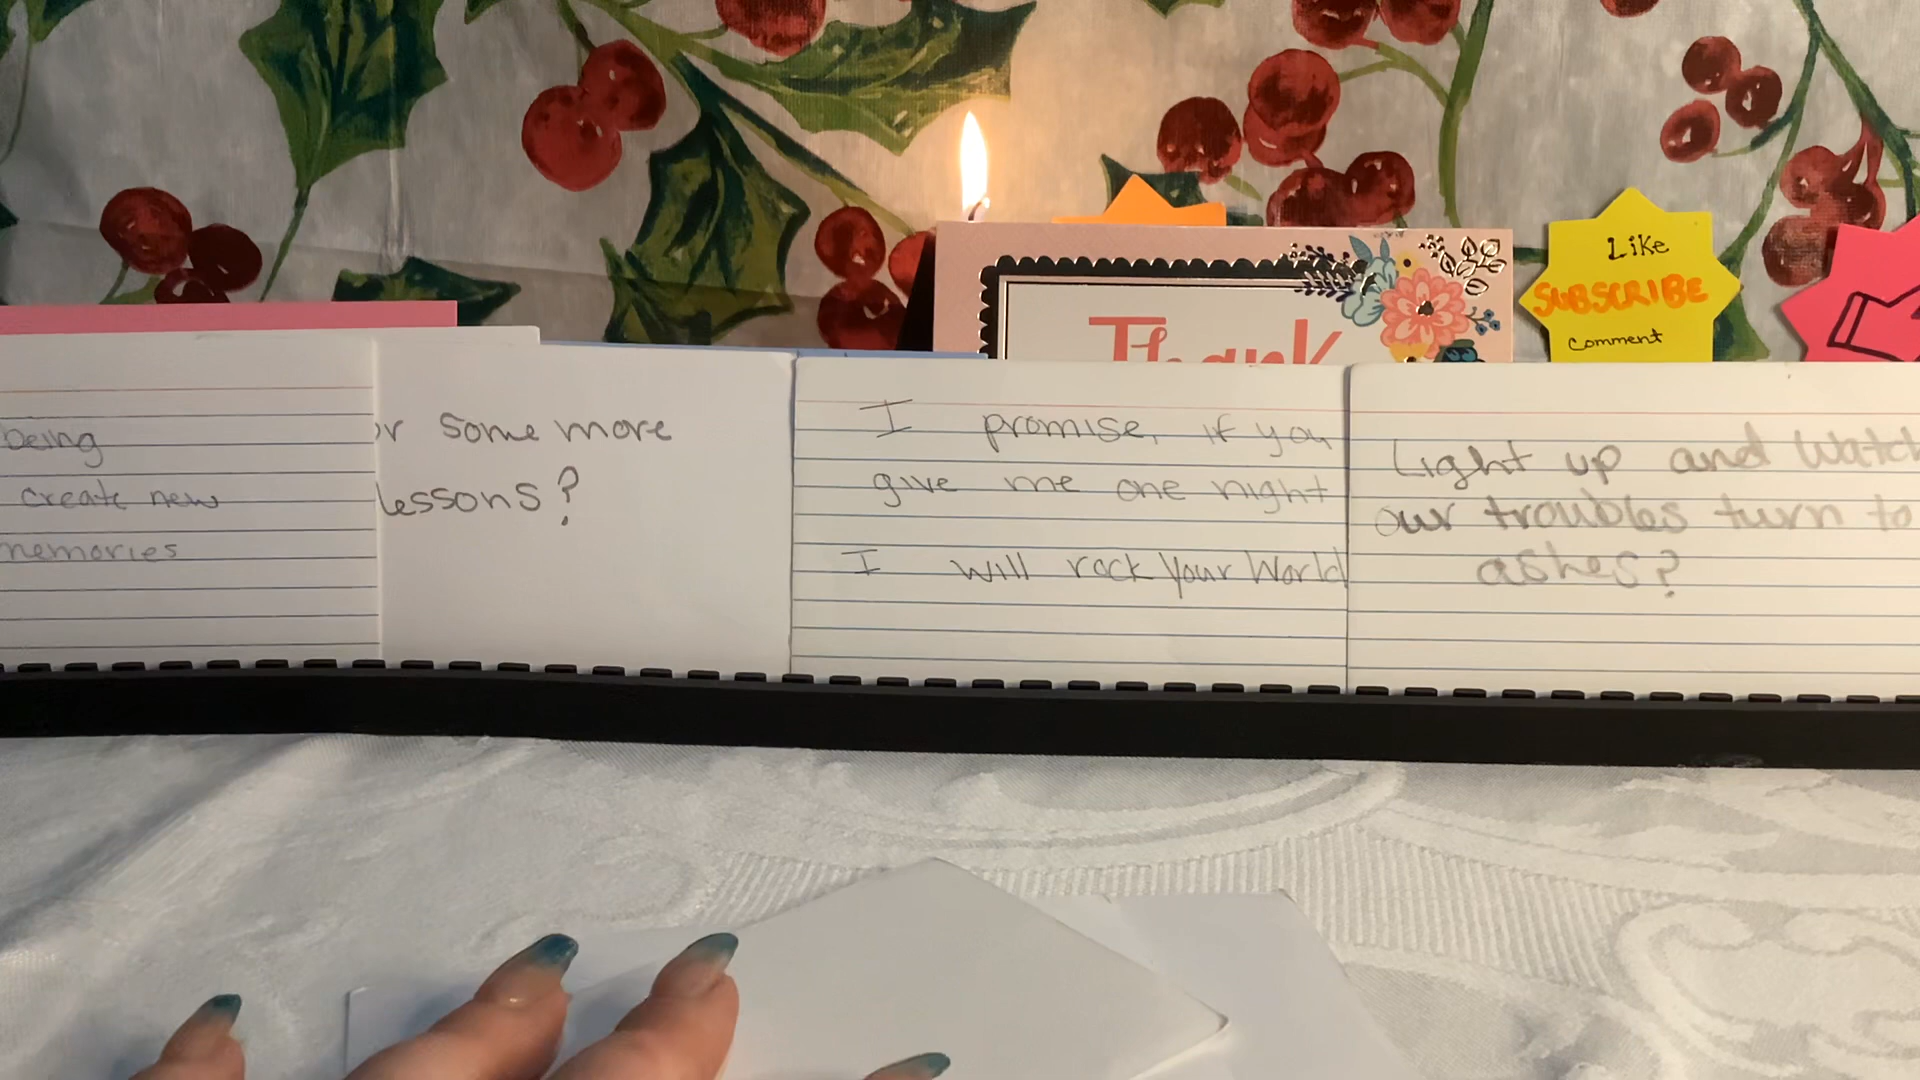 Thank
Like
SUBSCRIBE
comment
being
create new
memories
or some more
lessons?
I promise, if you
give me one night
I will rock your World
Light up and Watch
our troubles turn to
ashes?